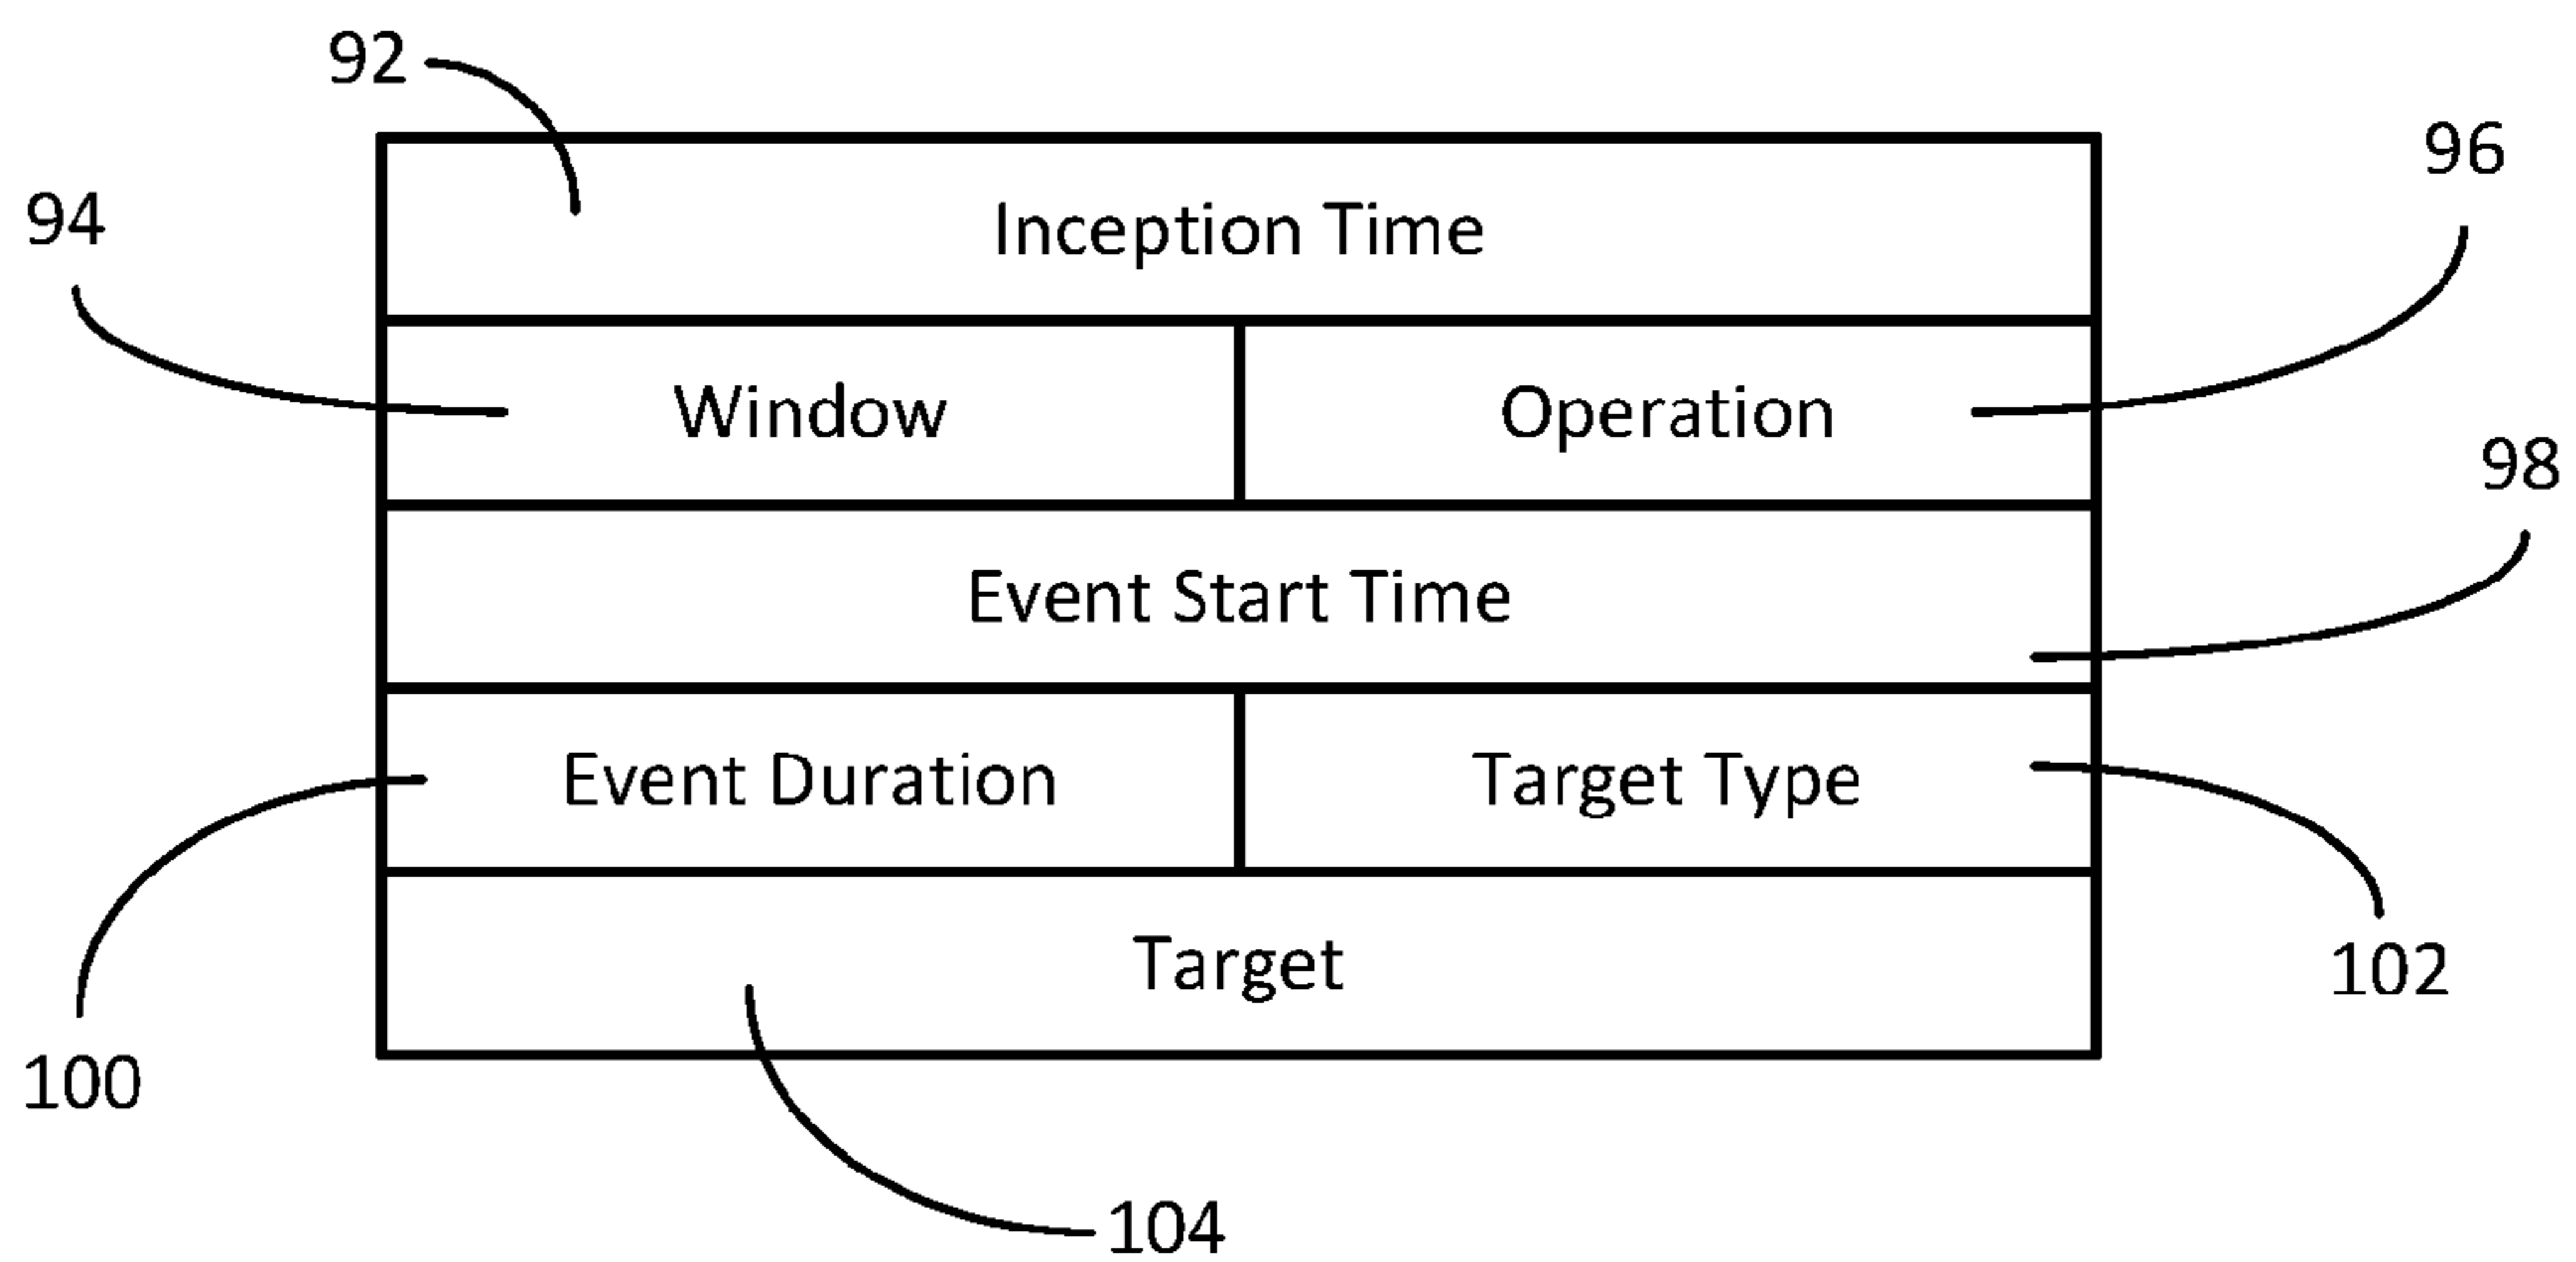 92
Inception Time
96
94
Window Operation
98
Event Start Time
Event Duration Target Type
Target
102
100
104